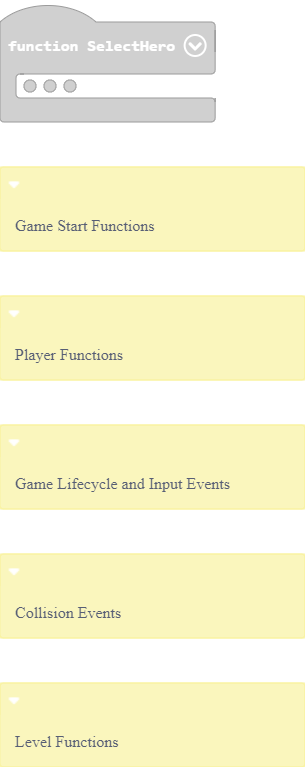 function SelectHero
Game Start Functions
Player Functions
Game Lifecycle and Input Events
Collision Events
Level Functions